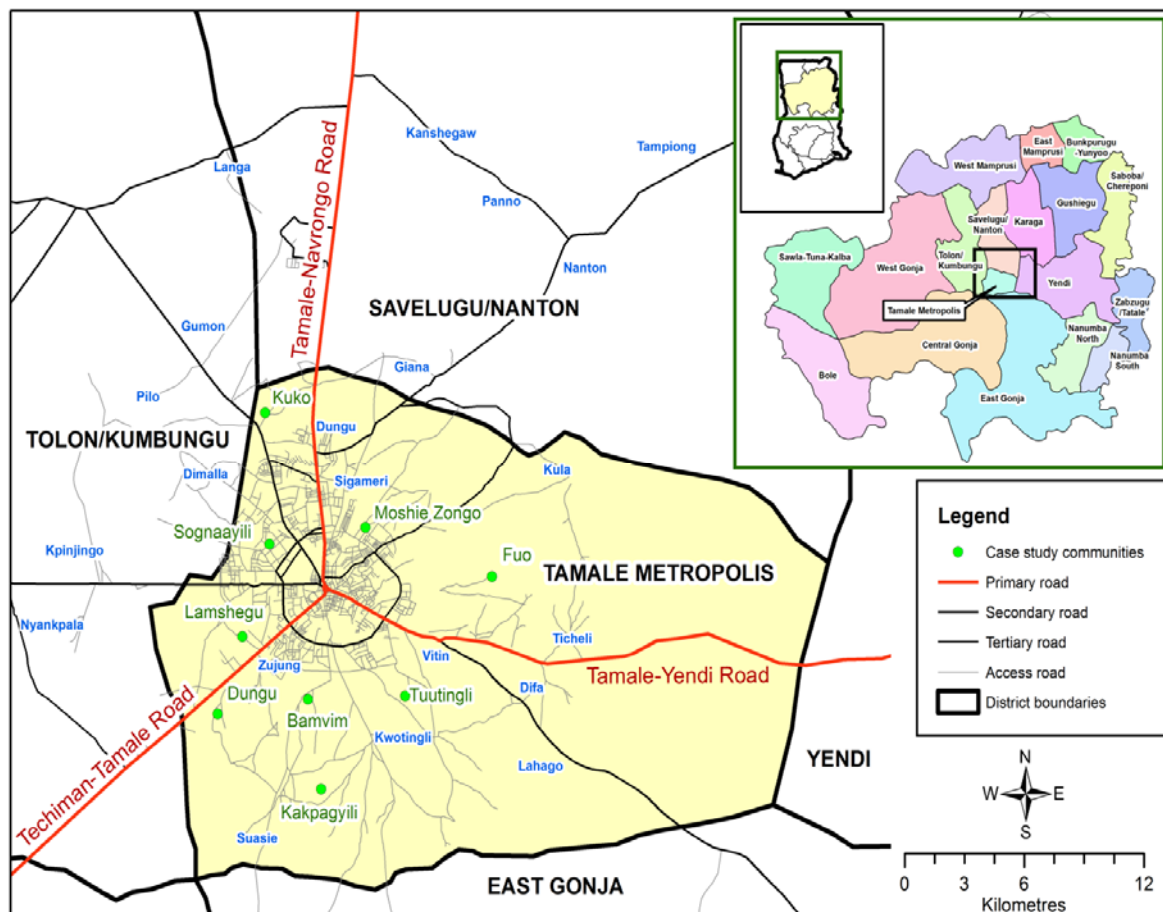 Kanshegaw
Tampiong
Langa
Panno
Tamale-Navrongo Road
Nanton
SAVELUGU/NANTON
Gumon
Giana
Pilo
Kuko
TOLON/KUMBUNGU
Dungu
Dimalla
Sigameri
Kula
Moshie Zongo
Sognaayili
Kpinjingo
Fuo
TAMALE METROPOLIS
Lamshegu
Nyankpala
Ticheli
Vitin
Zujung
Tamale-Yendi Road
Dungu
Tuutingli
Difa
Bamvim
Kwotingli
Techiman-Tamale Road
Lahago
YENDI
Kakpagyili
Suasie
EAST GONJA
East
Mamprusi
Bunkpurugu
-Yunyoo
West Mamprusi
Saboba/
Chereponi
Gushiegu
Savelugu/
Nanton
Karaga
Sawla-Tuna-Kalba
West Gonja
Tolon/
Kumbungu
Yendi
Zabzugu
/Tatale
Tamale Metropolis
Nanumba
North
Central Gonja
Nanumba
South
Bole
East Gonja
Legend
Case study communities
Primary road
Secondary road
Tertiary road
Access road
District boundaries
N
W
E
S
0 3 6 12
Kilometres